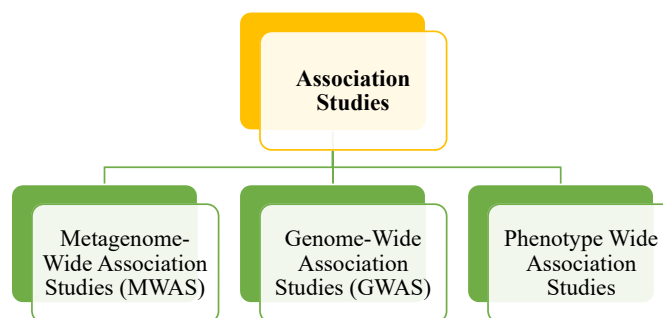 Association
Studies
Metagenome-
Wide Association
Studies (MWAS)
Genome-Wide
Association
Studies (GWAS)
Phenotype Wide
Association
Studies